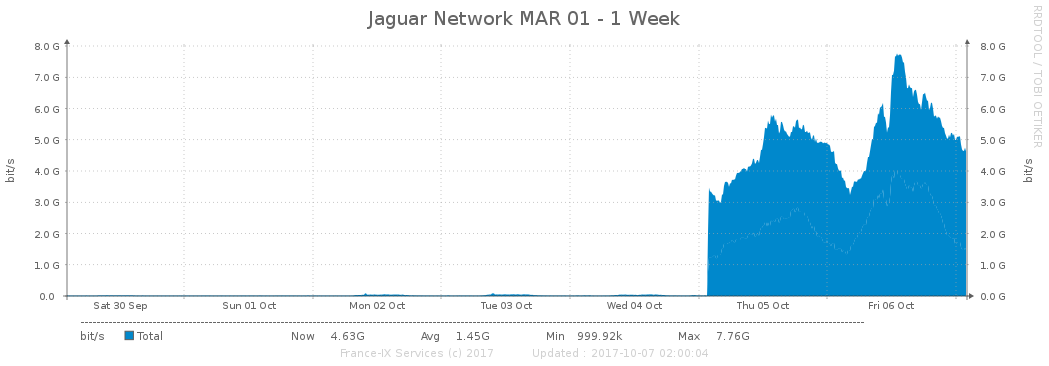 Jaguar Network MAR 01 - 1 Week
RRDTOOL / TOBI OETIKER
8.0 G 8.0 G
7.0 G 7.0 G
6.0 G 6.0 G
5.0 G 5.0 G
4.0 G 4.0 G
3.0 G 3.0 G
2.0 G 2.0 G
1.0 G 1.0 G
0.0 0.0 G
bit/s bit/s
Sat 30 Sep Sun 01 Oct Mon 02 Oct Tue 03 Oct Wed 04 Oct Thu 05 Oct Fri 06 Oct
bit/s Total Now 4.63G Avg 1.45G Min 999.92k Max 7.76G
France-IX Services (c) 2017 Updated : 2017-10-07 02:00:04